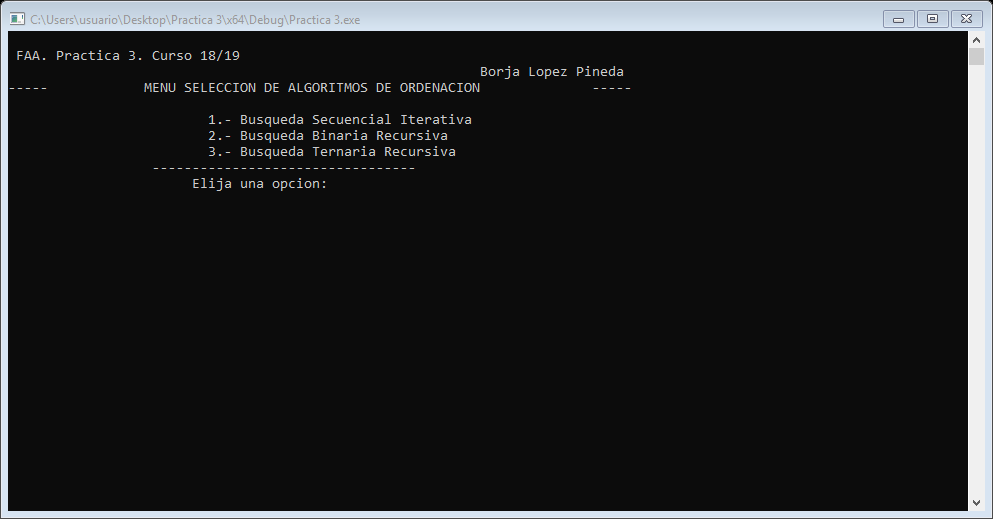 C:\Users\usuario\Desktop\Practica 3\x64\Debug\Practica 3.exe
FAA. Practica 3. Curso 18/19
Borja Lopez Pineda
----- MENU SELECCION DE ALGORITMOS DE ORDENACION -----
1.- Busqueda Secuencial Iterativa
2.- Busqueda Binaria Recursiva
3.- Busqueda Ternaria Recursiva
---------------------------------
Elija una opcion: